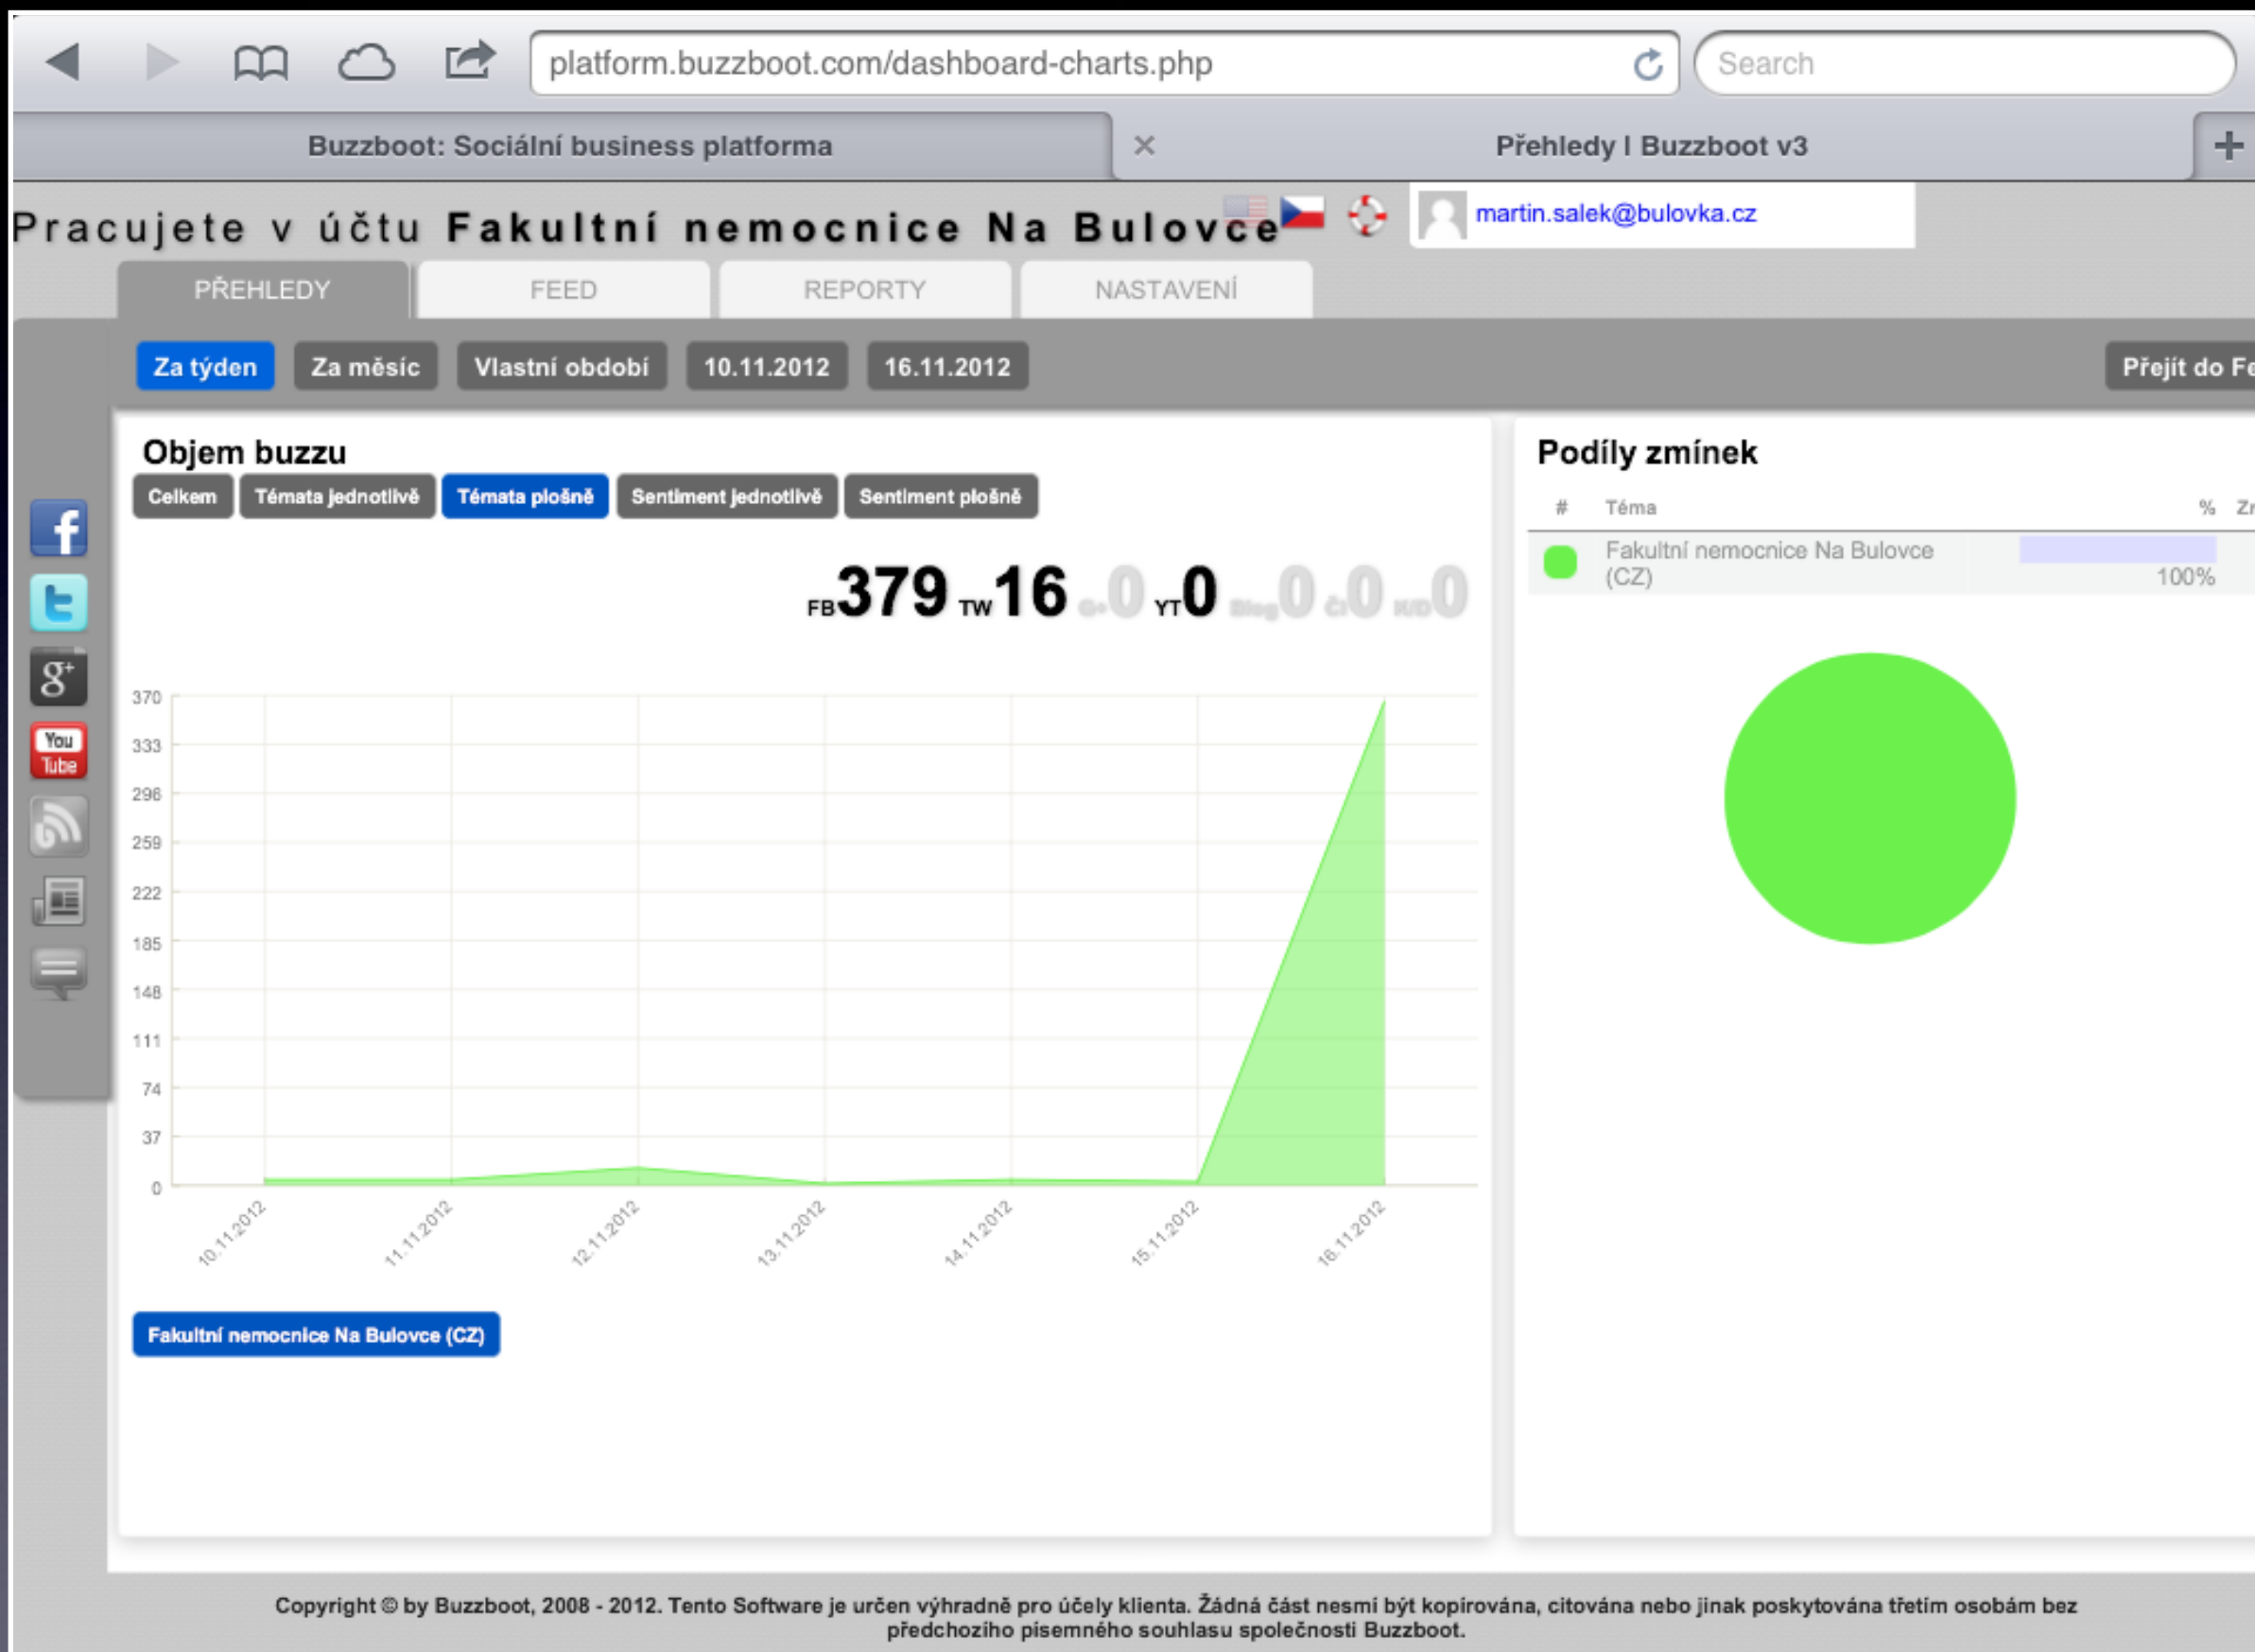 platform.buzzboot.com/dashboard-charts.php
Search
Buzzboot: Sociální business platforma
Přehledy | Buzzboot v3
Pracujete v účtu Fakultní nemocnice Na Bulovce
martin.salek@bulovka.cz
PŘEHLEDY FEED REPORTY NASTAVENÍ
Za týden Za měsíc Vlastní období 10.11.2012 16.11.2012
Přejít do Fe
Objem buzzu
Celkem Témata jednotlivě Témata plošně Sentiment jednotlivě Sentiment plošně
FB379 TW16 G+0 YT0 Blog0 Čl0 K/D0
You
Tube
370
333
296
259
222
185
148
111
74
37
0
10.11.2012 11.11.2012 12.11.2012 13.11.2012 14.11.2012 15.11.2012 16.11.2012
Fakultní nemocnice Na Bulovce (CZ)
Podíly zmínek
# Téma % Zr
Fakultní nemocnice Na Bulovce
(CZ)
100%
Copyright © by Buzzboot, 2008 - 2012. Tento Software je určen výhradně pro účely klienta. Žádná část nesmí být kopírována, citována nebo jinak poskytována třetím osobám bez
předchozího písemného souhlasu společnosti Buzzboot.